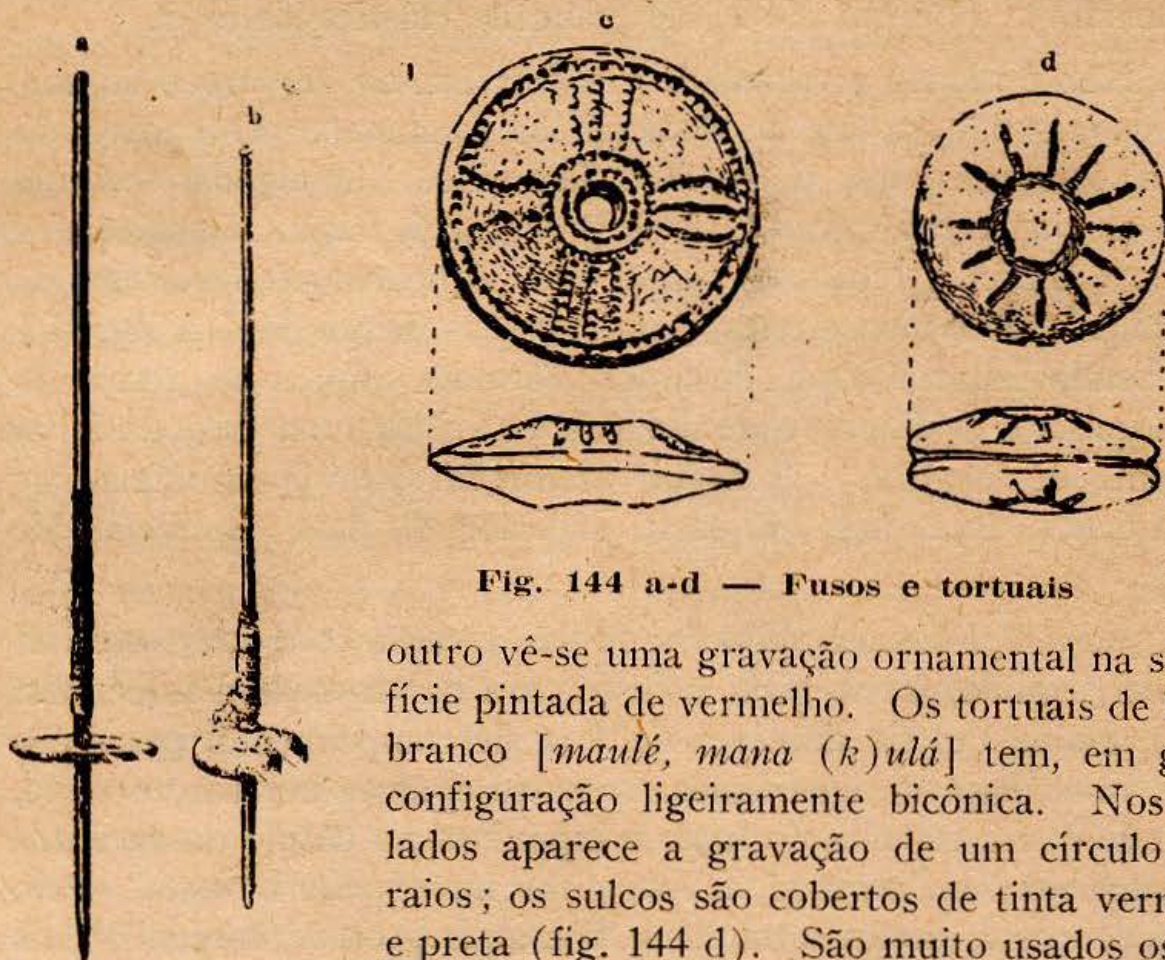 a
b
c
d
Fig. 144 a-d — Fusos e tortuais
outro vê-se uma gravação ornamental na s
fície pintada de vermelho. Os tortuais de
branco [maulé, mana (k)ulá] tem, em g
configuração ligeiramente bicônica. Nos
lados aparece a gravação de um círculo
raios; os sulcos são cobertos de tinta verr
e preta (fig. 144 d). São muito usados os